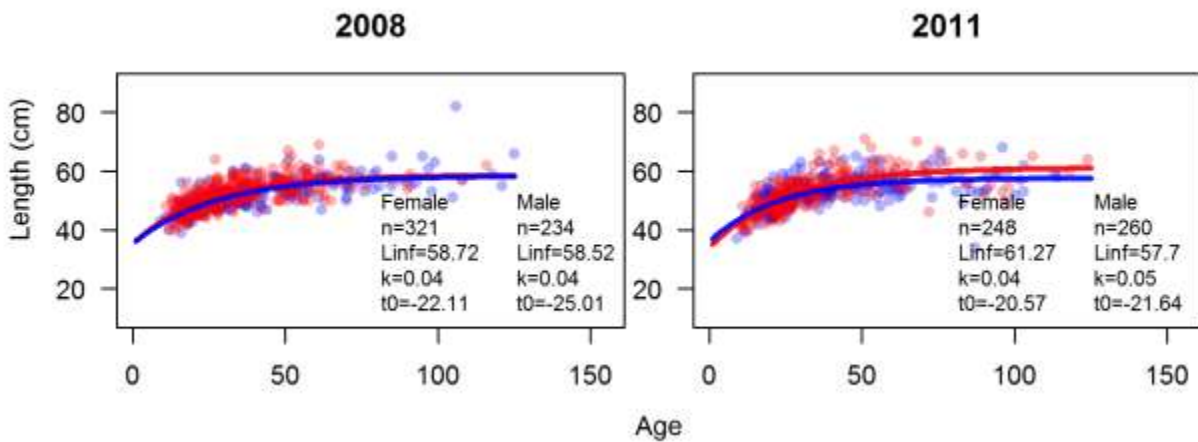 2008
2011
Length (cm)
80
60
40
20
Female Male
n=321 n=234
Linf=58.72 Linf=58.52
k=0.04 k=0.04
t0=-22.11 t0=-25.01
0 50 100 150
80
60
40
20
Female Male
n=248 n=260
Linf=61.27 Linf=57.7
k=0.04 k=0.05
t0=-20.57 t0=-21.64
0 50 100 150
Age